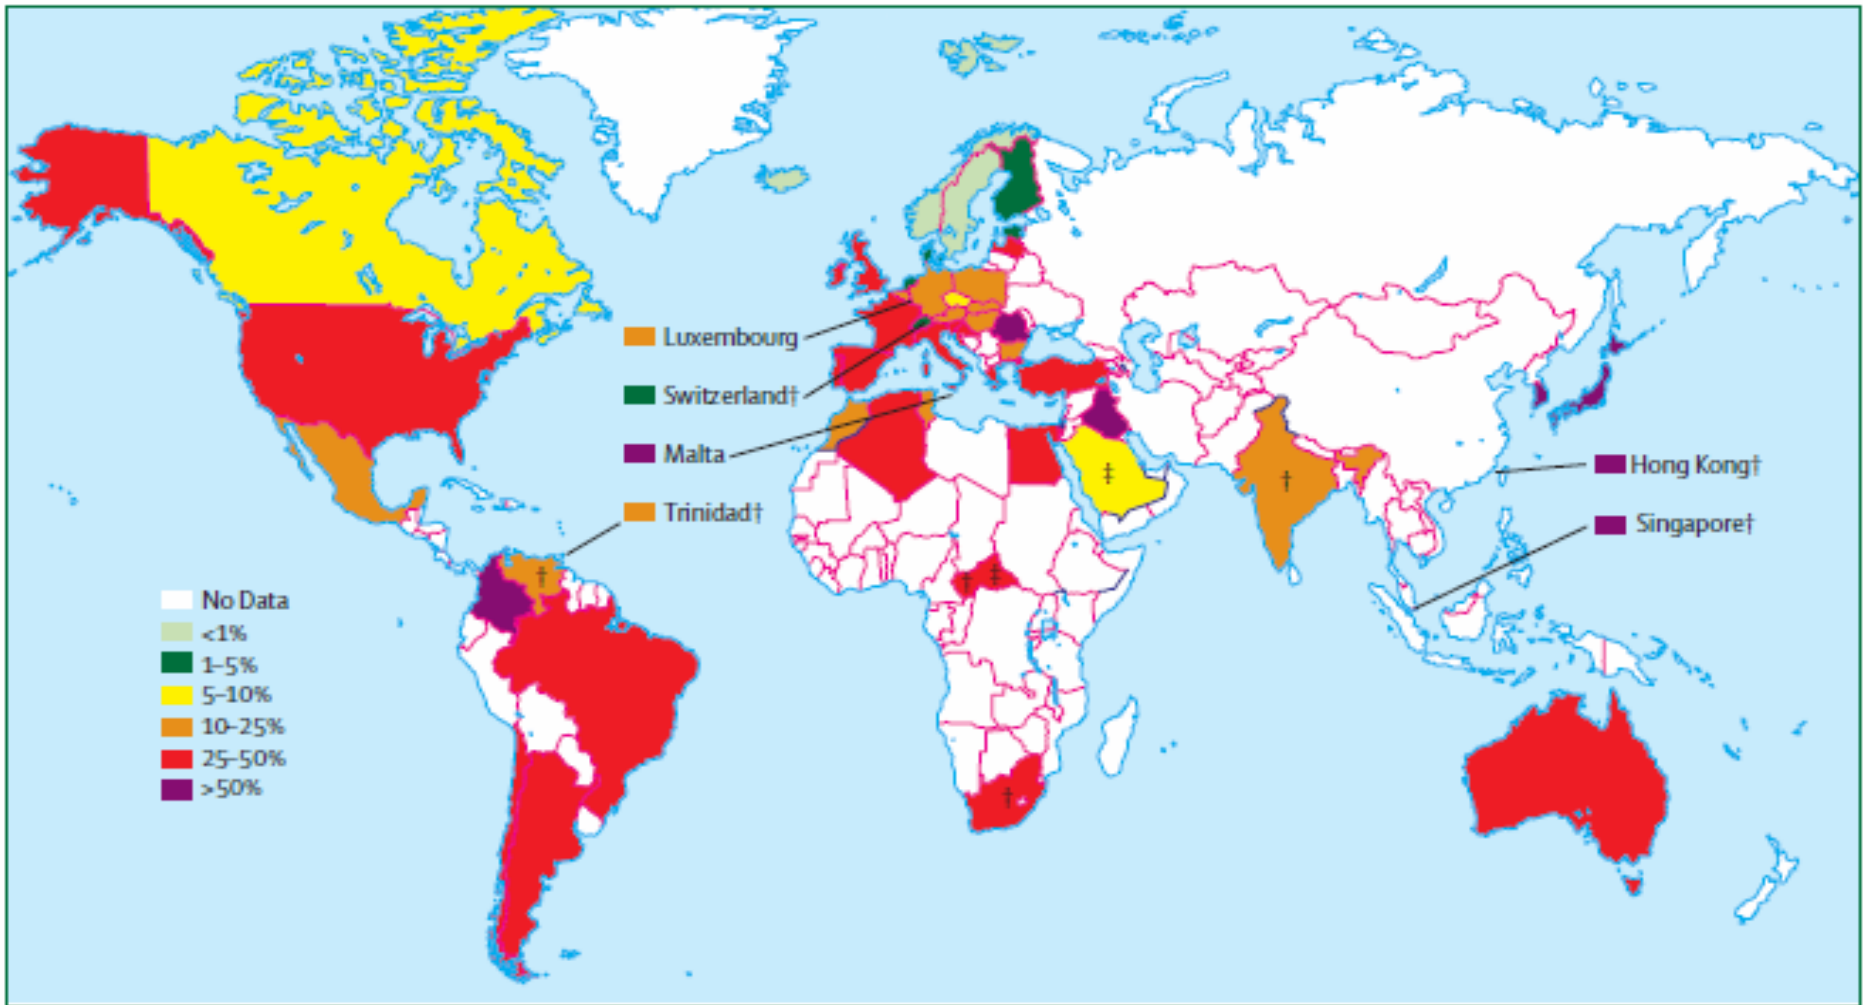 Luxembourg
Switzerland†
Malta
Trinidad†
Hong Kong†
Singapore†
No Data
<1%
1–5%
5–10%
10–25%
25–50%
>50%
‡
†
†
†
‡
†